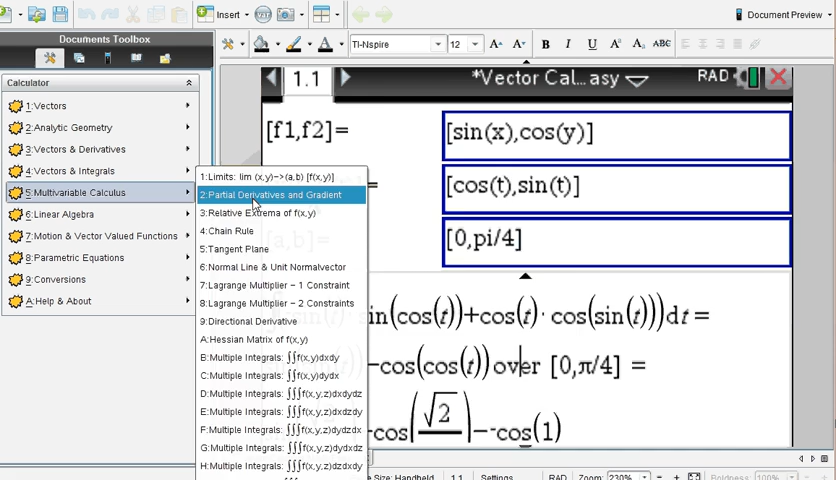 Insert
Document Preview
Documents Toolbox
TI-Nspire
12
B I U A A ABC
Calculator
1:Vectors
2:Analytic Geometry
3:Vectors & Derivatives
4:Vectors & Integrals
5:Multivariable Calculus
6:Linear Algebra
7:Motion & Vector Valued Functions
8:Parametric Equations
9:Conversions
A:Help & About
1:Limits: lim (x,y)->(a,b) [f(x,y)]
2:Partial Derivatives and Gradient
3:Relative Extrema of f(x,y)
4:Chain Rule
5:Tangent Plane
6:Normal Line & Unit Normalvector
7:Lagrange Multiplier – 1 Constraint
8:Lagrange Multiplier – 2 Constraints
9:Directional Derivative
A:Hessian Matrix of f(x,y)
B:Multiple Integrals: ∫∫f(x,y)dxdy
C:Multiple Integrals: ∫∫f(x,y)dydx
D:Multiple Integrals: ∫∫∫f(x,y,z)dxdydz
E:Multiple Integrals: ∫∫∫f(x,y,z)dxdzdy
F:Multiple Integrals: ∫∫∫f(x,y,z)dydzdx
G:Multiple Integrals: ∫∫∫f(x,y,z)dydxdz
H:Multiple Integrals: ∫∫∫f(x,y,z)dzdxdy
1.1
*Vector Cal...asy
RAD
[f1,f2]=
[sin(x),cos(y)]
[cos(t),sin(t)]
[a,b]=
[0,pi/4]
sin(cos(t))+cos(t)· cos(sin(t)))dt =
−cos(cos(t)) over [0,π/4] =
−cos(√2/2)−-cos(1)
Size: Handheld
1.1
Settings
RAD
Zoom: 230%
Boldness: 100%